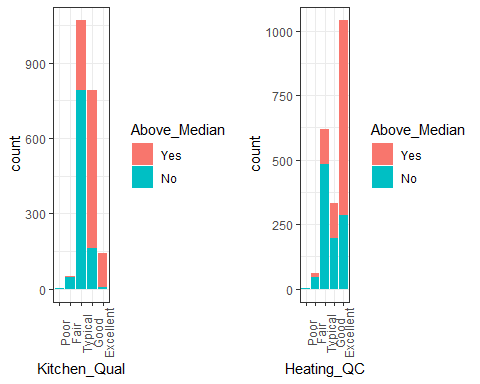 count
900
600
300
0
Poor
Fair
Typical
Good
Excellent
Kitchen_Qual
Above_Median
Yes
No
count
1000
750
500
250
0
Poor
Fair
Typical
Good
Excellent
Heating_QC
Above_Median
Yes
No